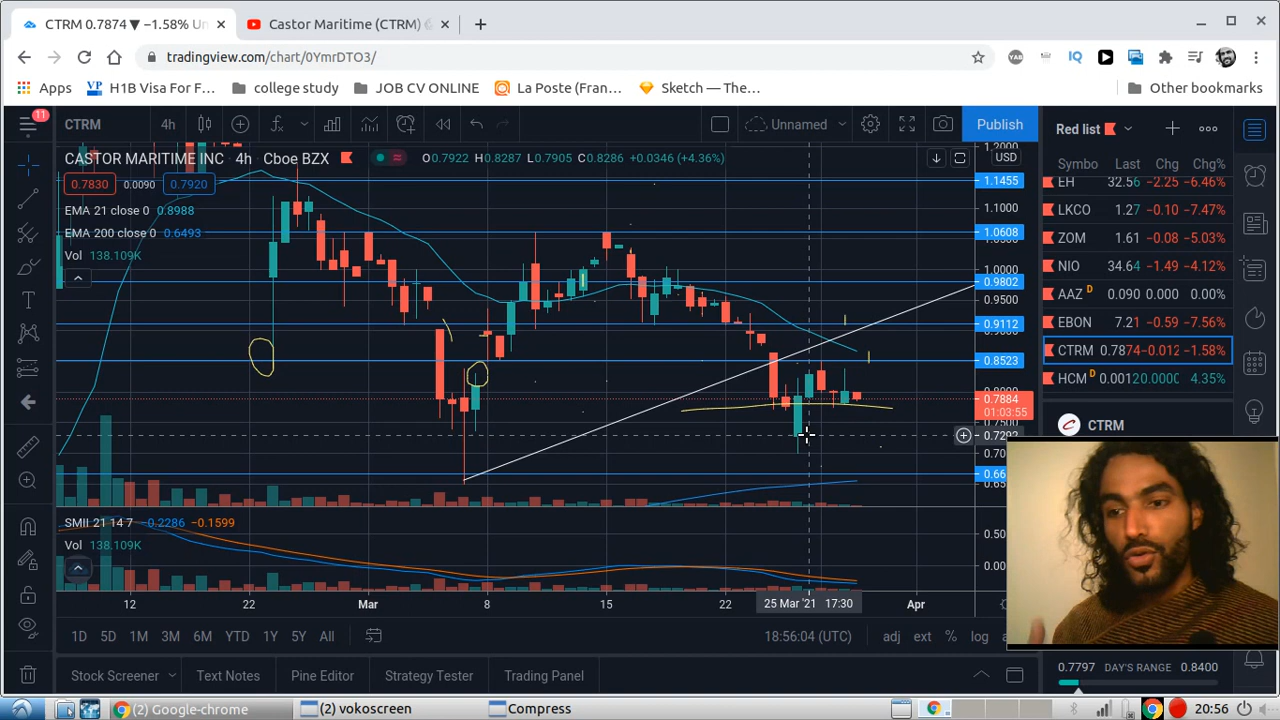 CTRM 0.7874 ▼ −1.58% Un
Castor Maritime (CTRM)
tradingview.com/chart/0YmrDTO3/
Apps
H1B Visa For F...
college study
JOB CV ONLINE
La Poste (Fran...
Sketch — The...
Other bookmarks
11
CTRM
4h
Unnamed
Publish
Red list
CASTOR MARITIME INC 4h Cboe BZX
O0.7922 H0.8287 L0.7905 C0.8286 +0.0346 (+4.36%)
USD
Symbo Last Chg Chg%
0.7830 0.0090 0.7920
EMA 21 close 0 0.8988
EMA 200 close 0 0.6493
Vol 138.109K
1.2000
1.1455
1.1000
1.0608
1.0000
0.9802
0.9500
0.9112
0.8523
0.7884
01:03:55
0.66
EH 32.56 −2.25 −6.46%
LKCO 1.27 −0.10 −7.47%
ZOM 1.61 −0.08 −5.03%
NIO 34.64 −1.49 −4.12%
AAZ D 0.090 0.000 0.00%
EBON 7.21 −0.59 −7.56%
CTRM 0.7874 −0.012 −1.58%
HCM D 0.00120.0000 4.35%
CTRM
SMII 21 14 7 −0.2286 −0.1599
Vol 138.109K
0.50
0.00
12 22 Mar 8 15 22 25 Mar '21 17:30 Apr
1D 5D 1M 3M 6M YTD 1Y 5Y All
18:56:04 (UTC)
adj ext % log
Stock Screener
Text Notes
Pine Editor
Strategy Tester
Trading Panel
0.7797 DAY'S RANGE 0.8400
(2) Google-chrome
(2) vokoscreen
Compress
20:56